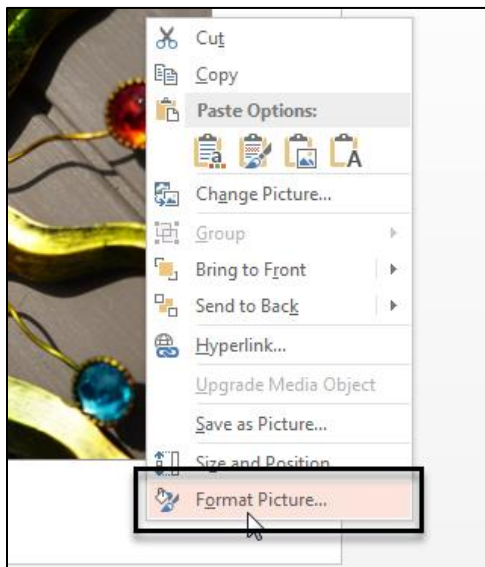 Cut
Copy
Paste Options:
a A
Change Picture...
Group
Bring to Front
Send to Back
Hyperlink...
Upgrade Media Object
Save as Picture...
Size and Position
Format Picture...